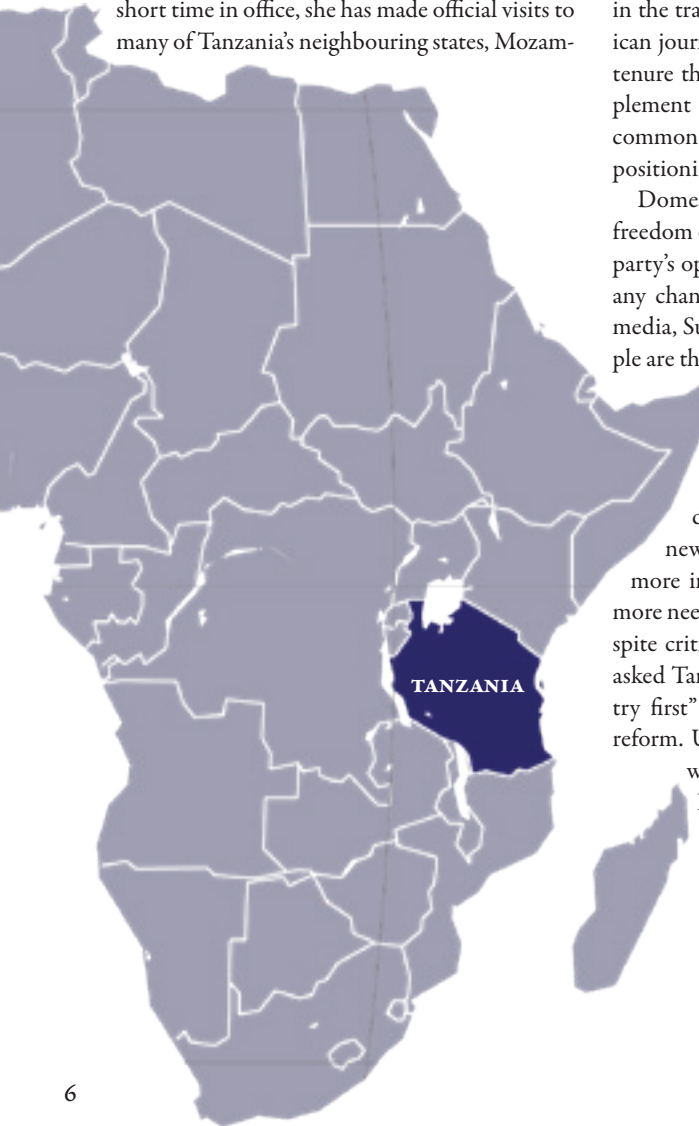 short time in office, she has made official visits to
many of Tanzania's neighbouring states, Mozam-
TANZANIA
6
in the tra
ican jour
tenure th
plement
common
positioni
Dome
freedom
party's op
any chan
media, Su
ple are th
new
more in
more nee
spite crit
asked Tan
try first"
reform. U
w